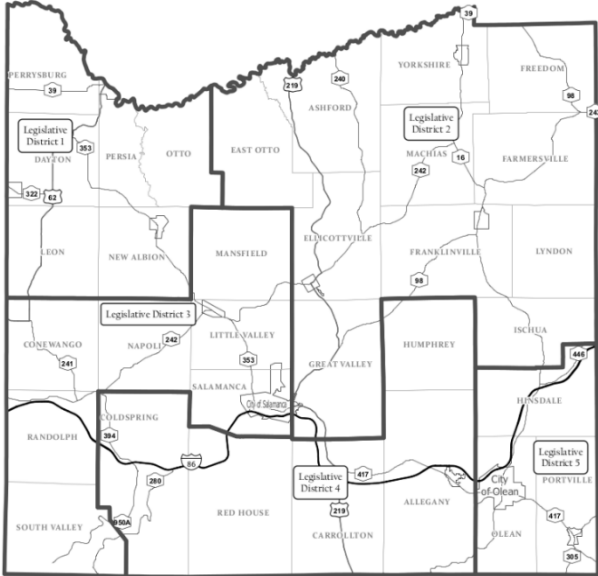 39
PERRYSBURG
39
219
240
YORKSHIRE
FREEDOM
98
ASHFORD
243
Legislative
District 1
Legislative
District 2
353
DAYTON
PERSIA
OTTO
EAST OTTO
MACHIAS
16
FARMERSVILLE
242
322
62
LEON
NEW ALBION
MANSFIELD
ELLICOTTVILLE
FRANKLINVILLE
LYNDON
98
Legislative District 3
CONEWANGO
NAPOLI
242
LITTLE VALLEY
HUMPHREY
ISCHUA
241
353
GREAT VALLEY
446
SALAMANCA
City of Salamanca
HINSDALE
COLDSPRING
RANDOLPH
394
86
280
Legislative
District 4
417
Legislative
District 5
City
of Olean
PORTVILLE
SOUTH VALLEY
950A
RED HOUSE
219
CARROLLTON
ALLEGANY
417
OLEAN
305